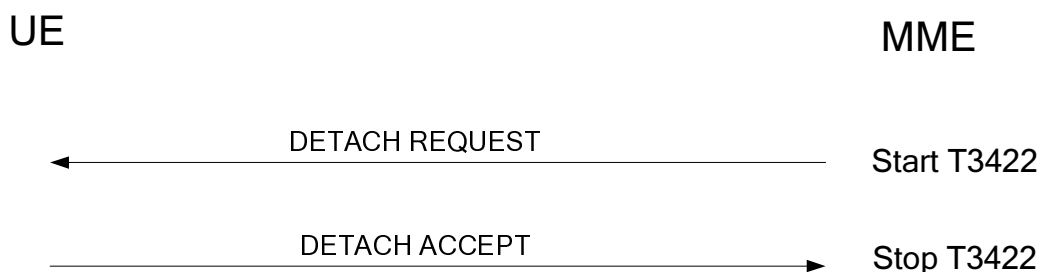 UE
MME
DETACH REQUEST
Start T3422
DETACH ACCEPT
Stop T3422